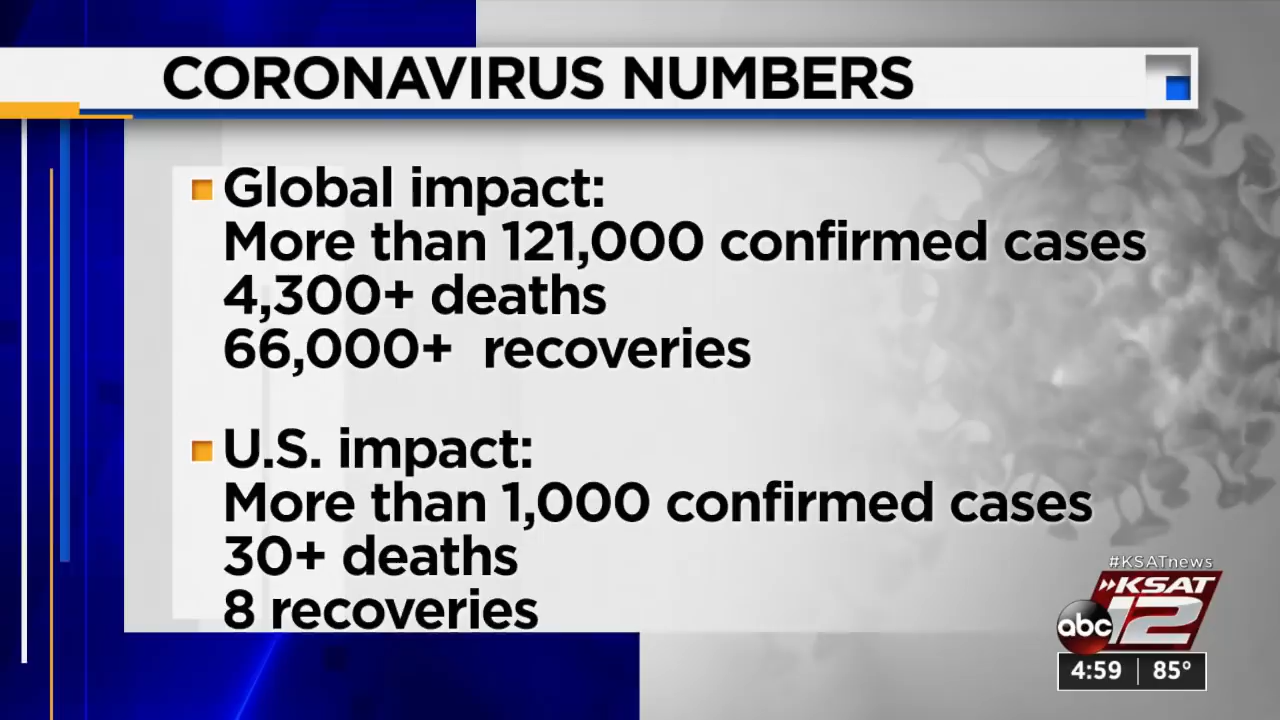 CORONAVIRUS NUMBERS
Global impact:
More than 121,000 confirmed cases
4,300+ deaths
66,000+ recoveries
U.S. impact:
More than 1,000 confirmed cases
30+ deaths
8 recoveries
#KSATnews
KSAT
abc 12
4:59 85°